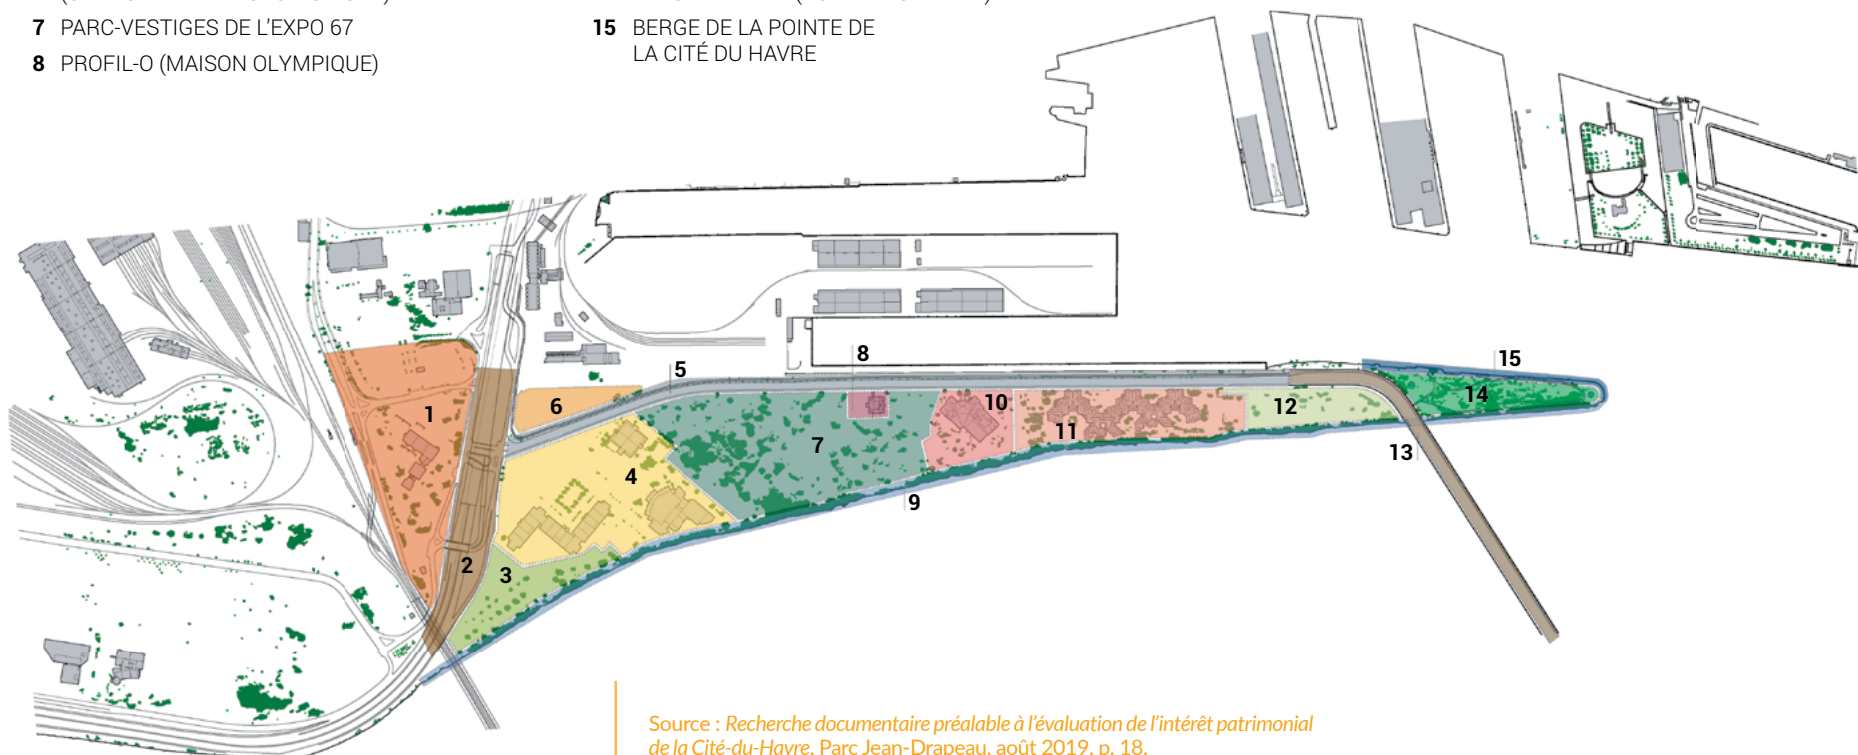 7 PARC-VESTIGES DE L'EXPO 67
8 PROFIL-O (MAISON OLYMPIQUE)
15 BERGE DE LA POINTE DE
LA CITÉ DU HAVRE
1
2
3
4
5
6
7
8
9
10
11
12
13
14
15
Source : Recherche documentaire préalable à l'évaluation de l'intérêt patrimonial
de la Cité-du-Havre, Parc Jean-Drapeau, août 2019, p. 18.